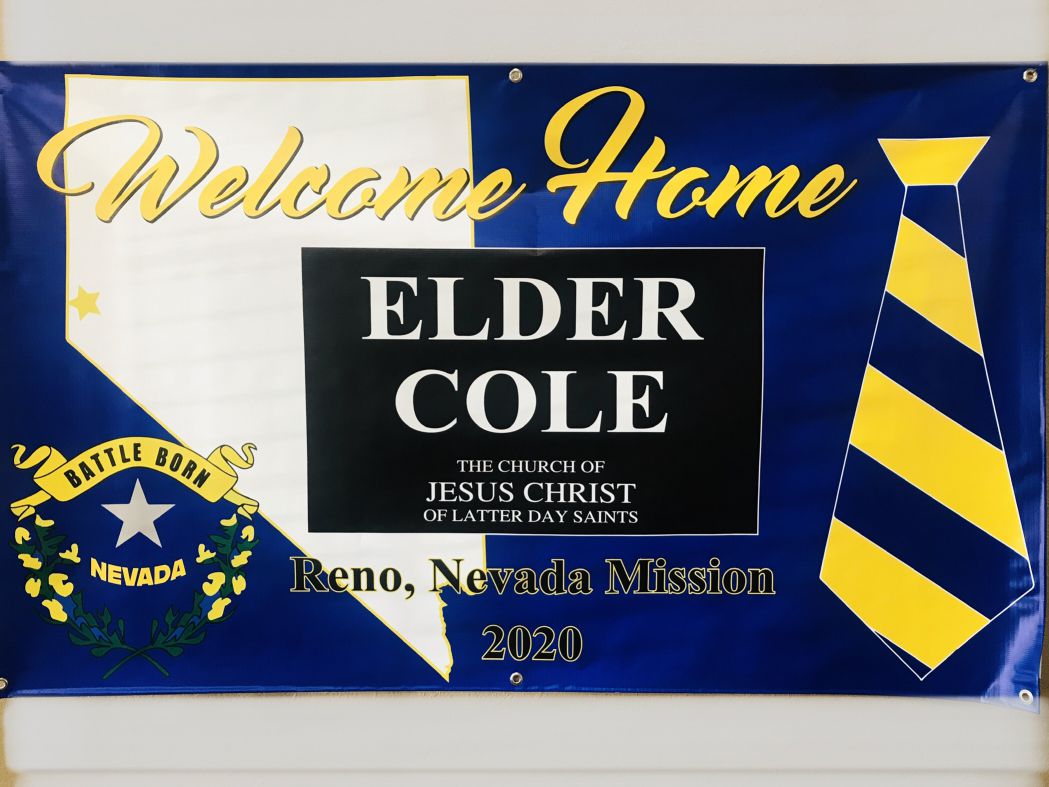 Welcome Home
ELDER
COLE
THE CHURCH OF
JESUS CHRIST
OF LATTER DAY SAINTS
BATTLE BORN
NEVADA
Reno, Nevada Mission
2020